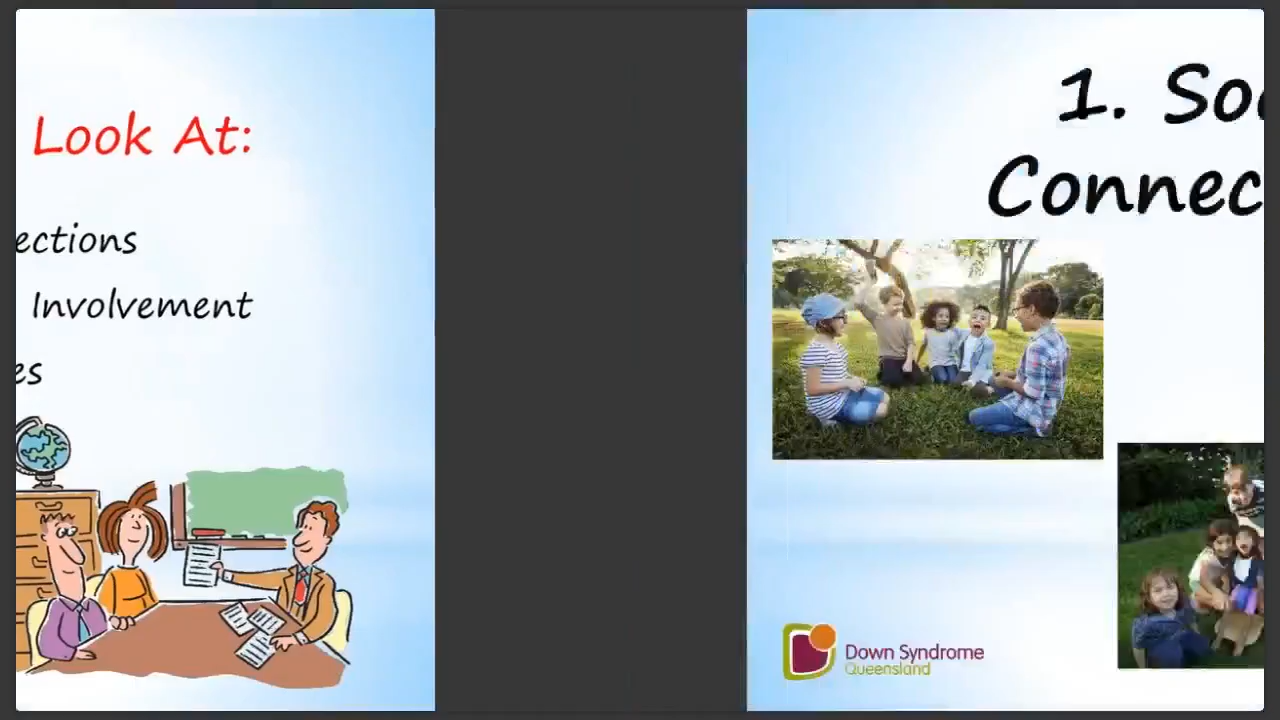 Look At:
ections
Involvement
es
1. So
Connec
Down Syndrome
Queensland